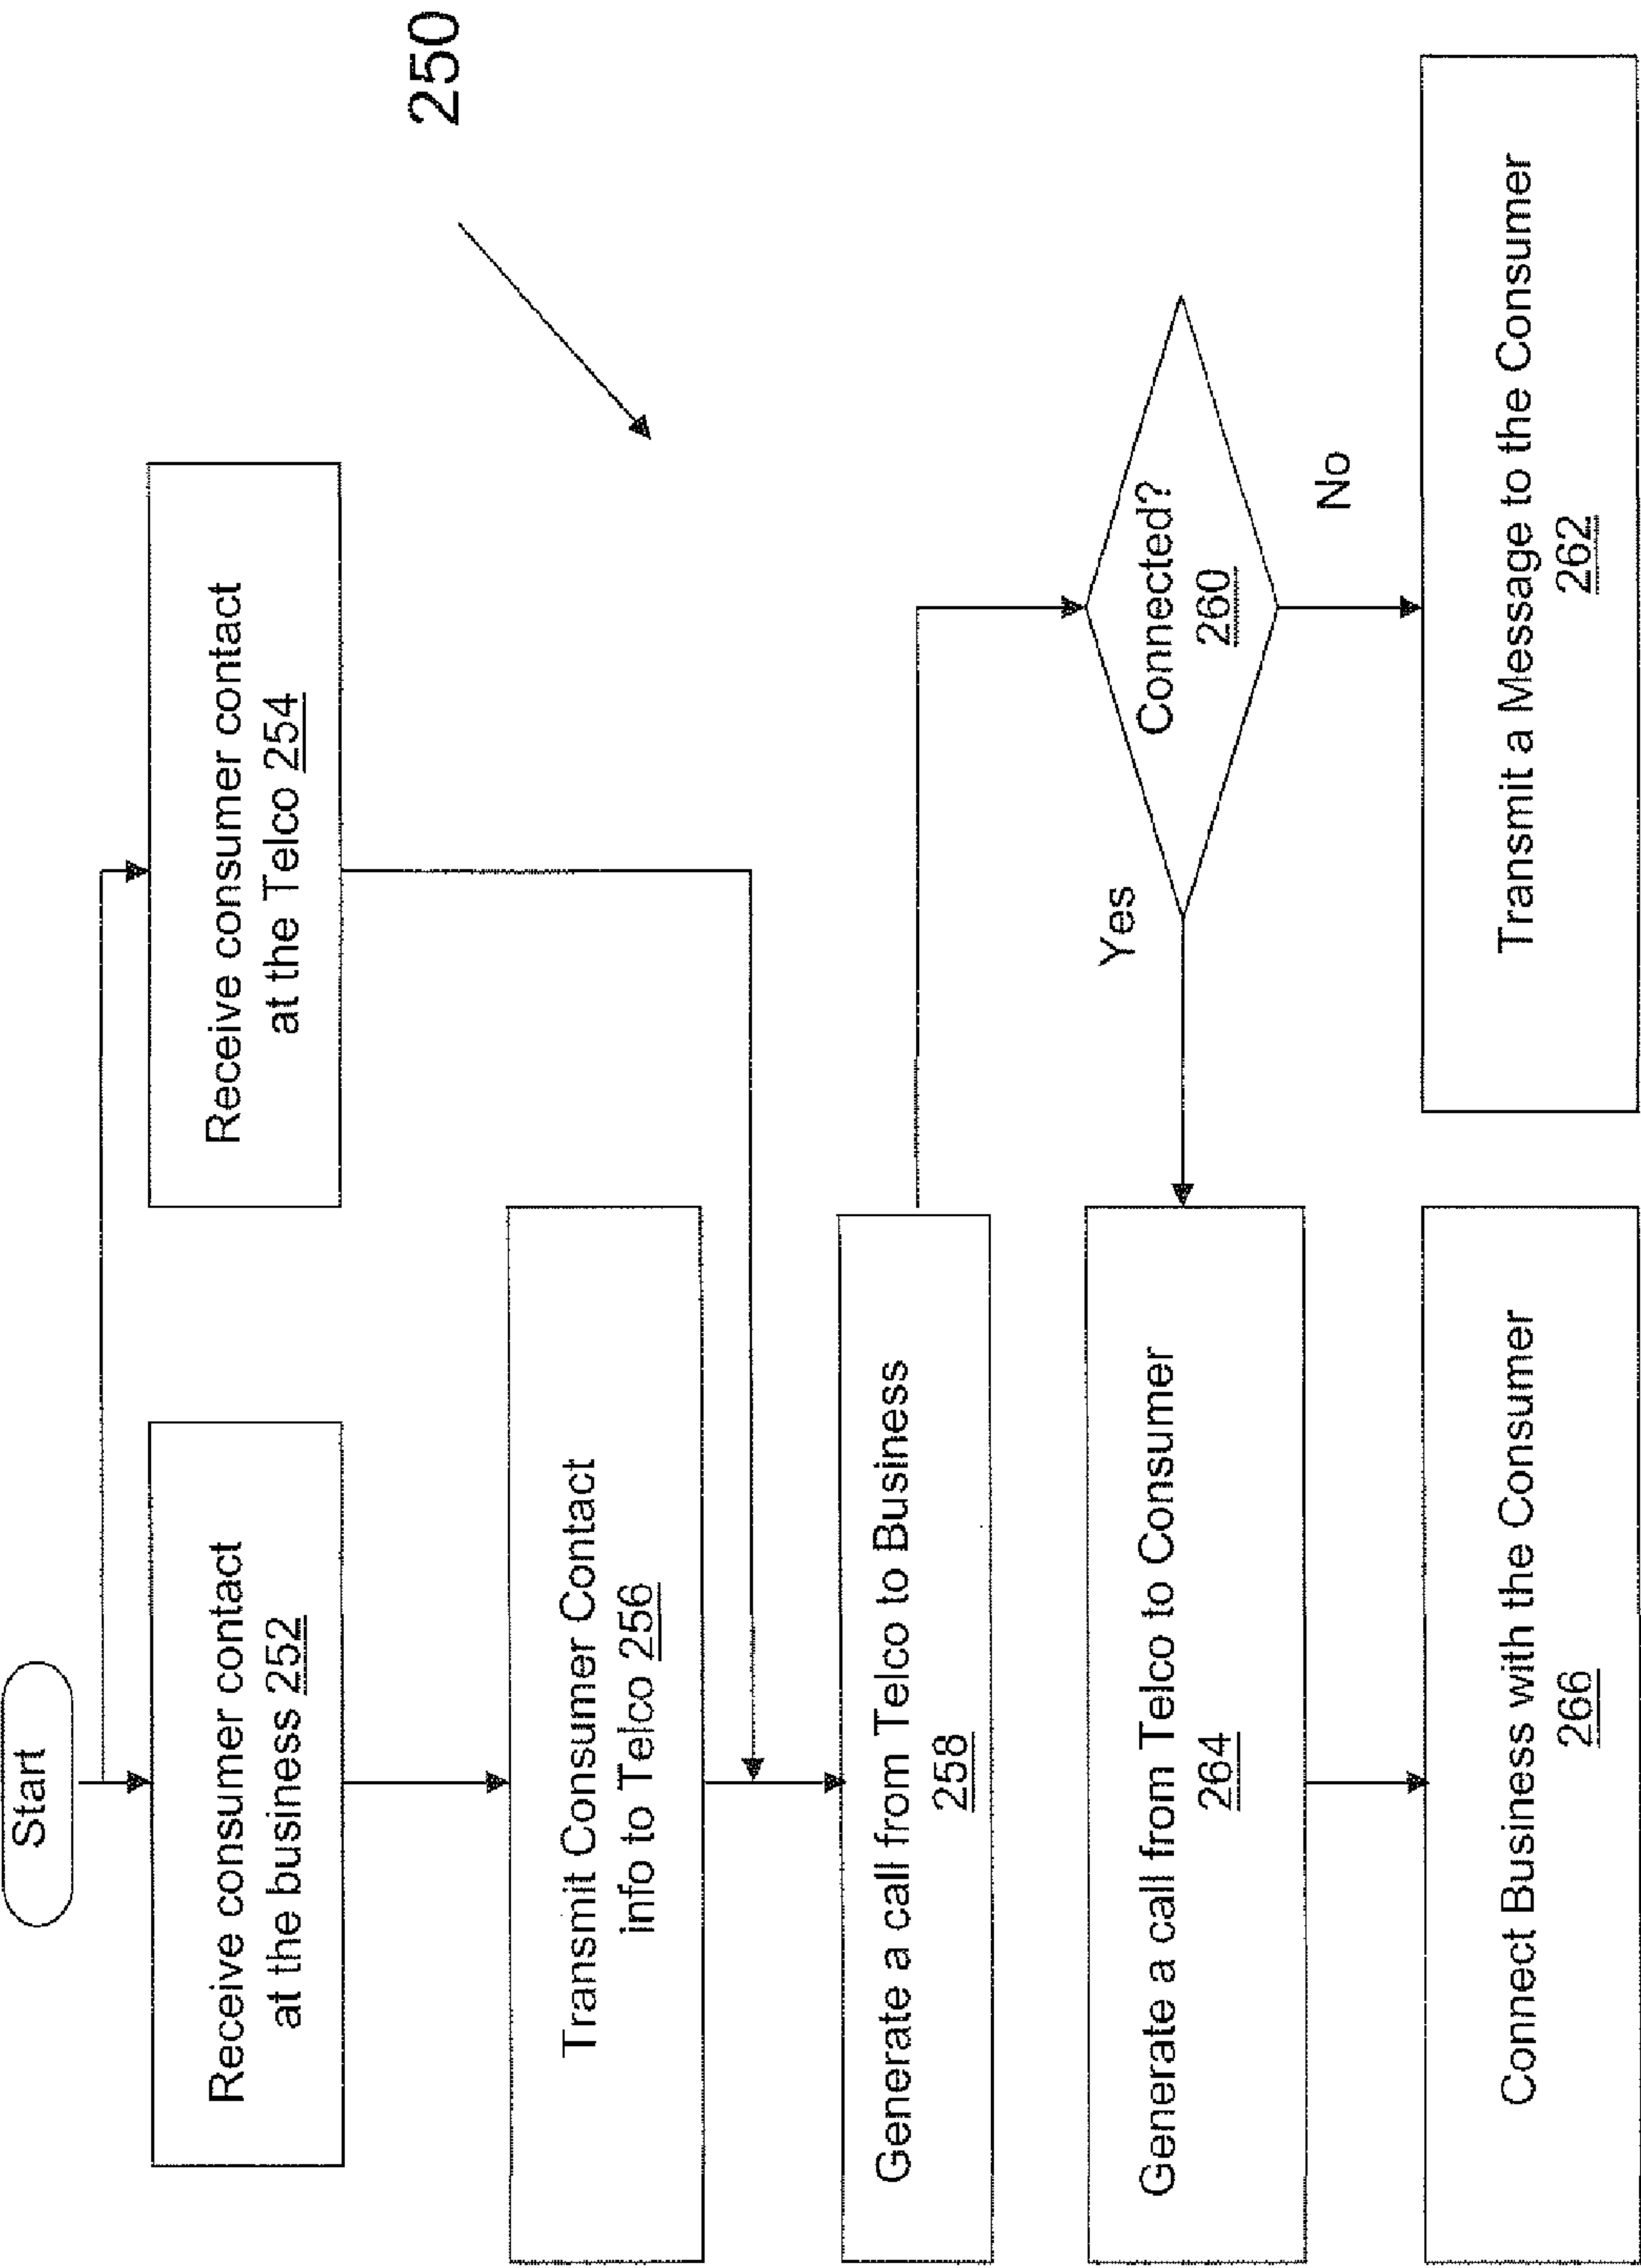 250
Start
Receive consumer contact
at the business 252
Receive consumer contact
at the Telco 254
Transmit Consumer Contact
info to Telco 256
Generate a call from Telco to Business
258
Connected?
260
Yes
No
Generate a call from Telco to Consumer
264
Transmit a Message to the Consumer
262
Connect Business with the Consumer
266